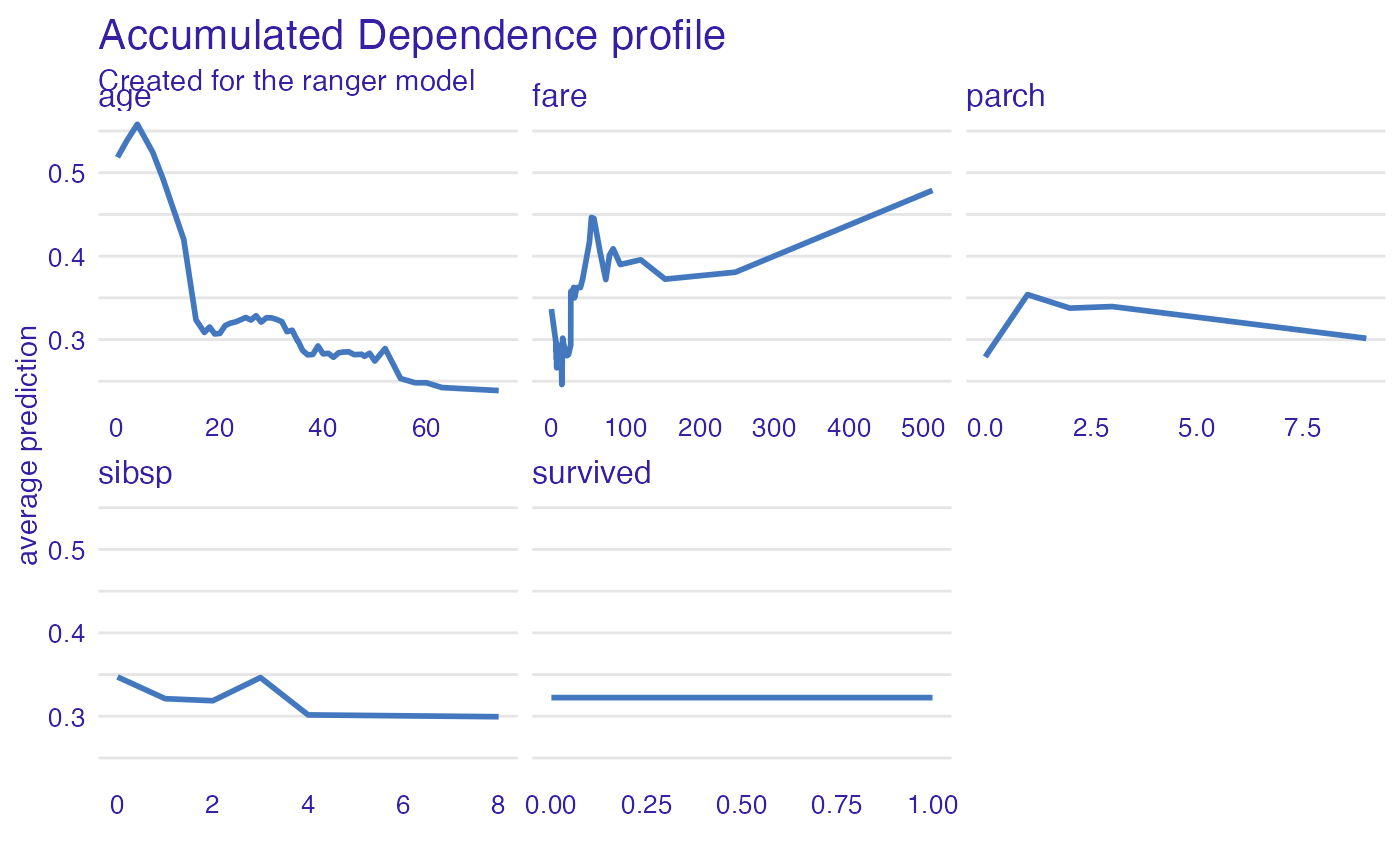 Accumulated Dependence profile
Created for the ranger model
age
fare
parch
average prediction
0.5
0.4
0.3
0 20 40 60
0 100 200 300 400 500
0.0 2.5 5.0 7.5
sibsp
survived
0.5
0.4
0.3
0 2 4 6 8
0.00 0.25 0.50 0.75 1.00